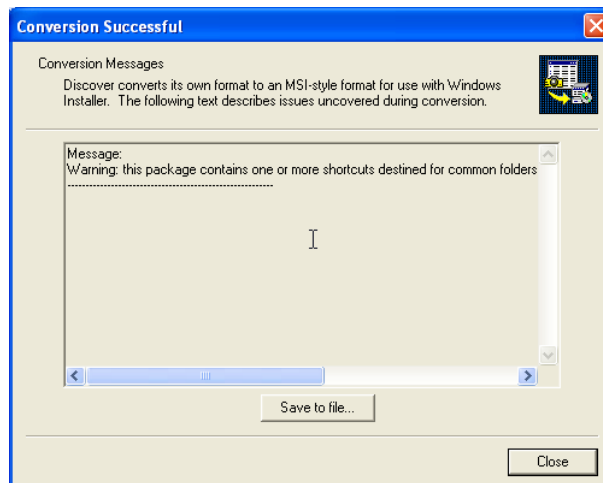 Conversion Successful
Conversion Messages
Discover converts its own format to an MSI-style format for use with Windows
Installer. The following text describes issues uncovered during conversion.
Message:
Warning: this package contains one or more shortcuts destined for common folders
---------------------------------------------------------
Save to file...
Close